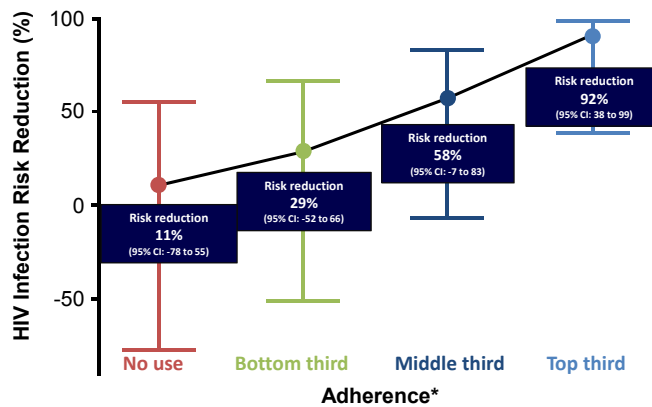 HIV Infection Risk Reduction (%)
100
50
0
-50
Risk reduction
11%
(95% CI: -78 to 55)
Risk reduction
29%
(95% CI: -52 to 66)
Risk reduction
58%
(95% CI: -7 to 83)
Risk reduction
92%
(95% CI: 38 to 99)
No use
Bottom third
Middle third
Top third
Adherence*